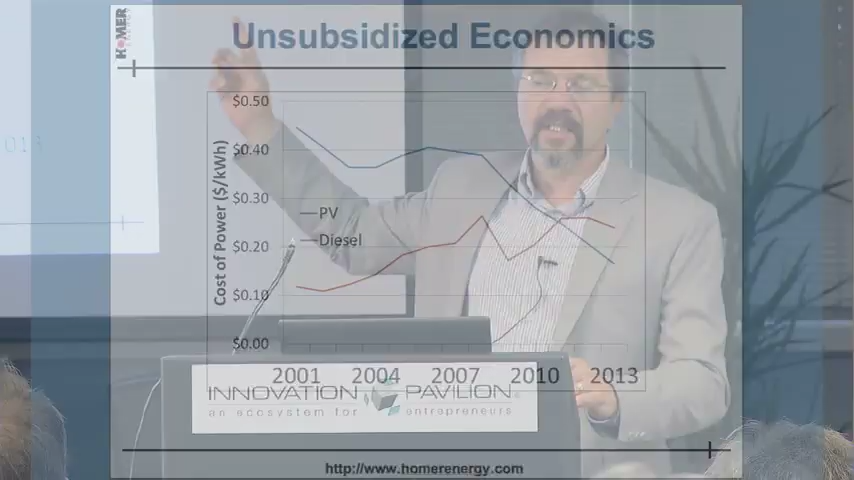 HOMER
ENERGY
Unsubsidized Economics
$0.50
$0.40
$0.30
$0.20
$0.10
$0.00
Cost of Power ($/kWh)
PV
Diesel
2001 2004 2007 2010 2013
INNOVATION PAVILION
an ecosystem for entrepreneurs
http://www.homerenergy.com